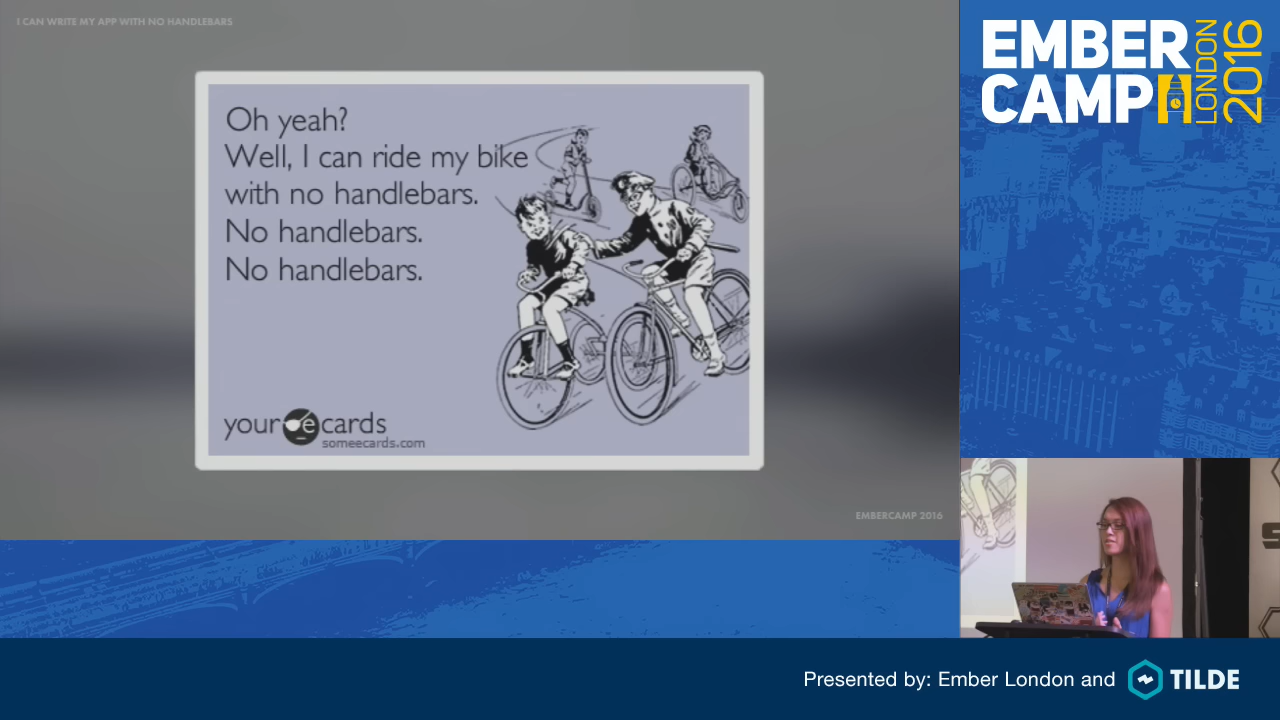 I CAN WRITE MY APP WITH NO HANDLEBARS
Oh yeah?
Well, I can ride my bike
with no handlebars.
No handlebars.
No handlebars.
your e cards
someecards.com
EMBERCAMP 2016
EMBER
CAMP
LONDON
2016
Presented by: Ember London and
TILDE